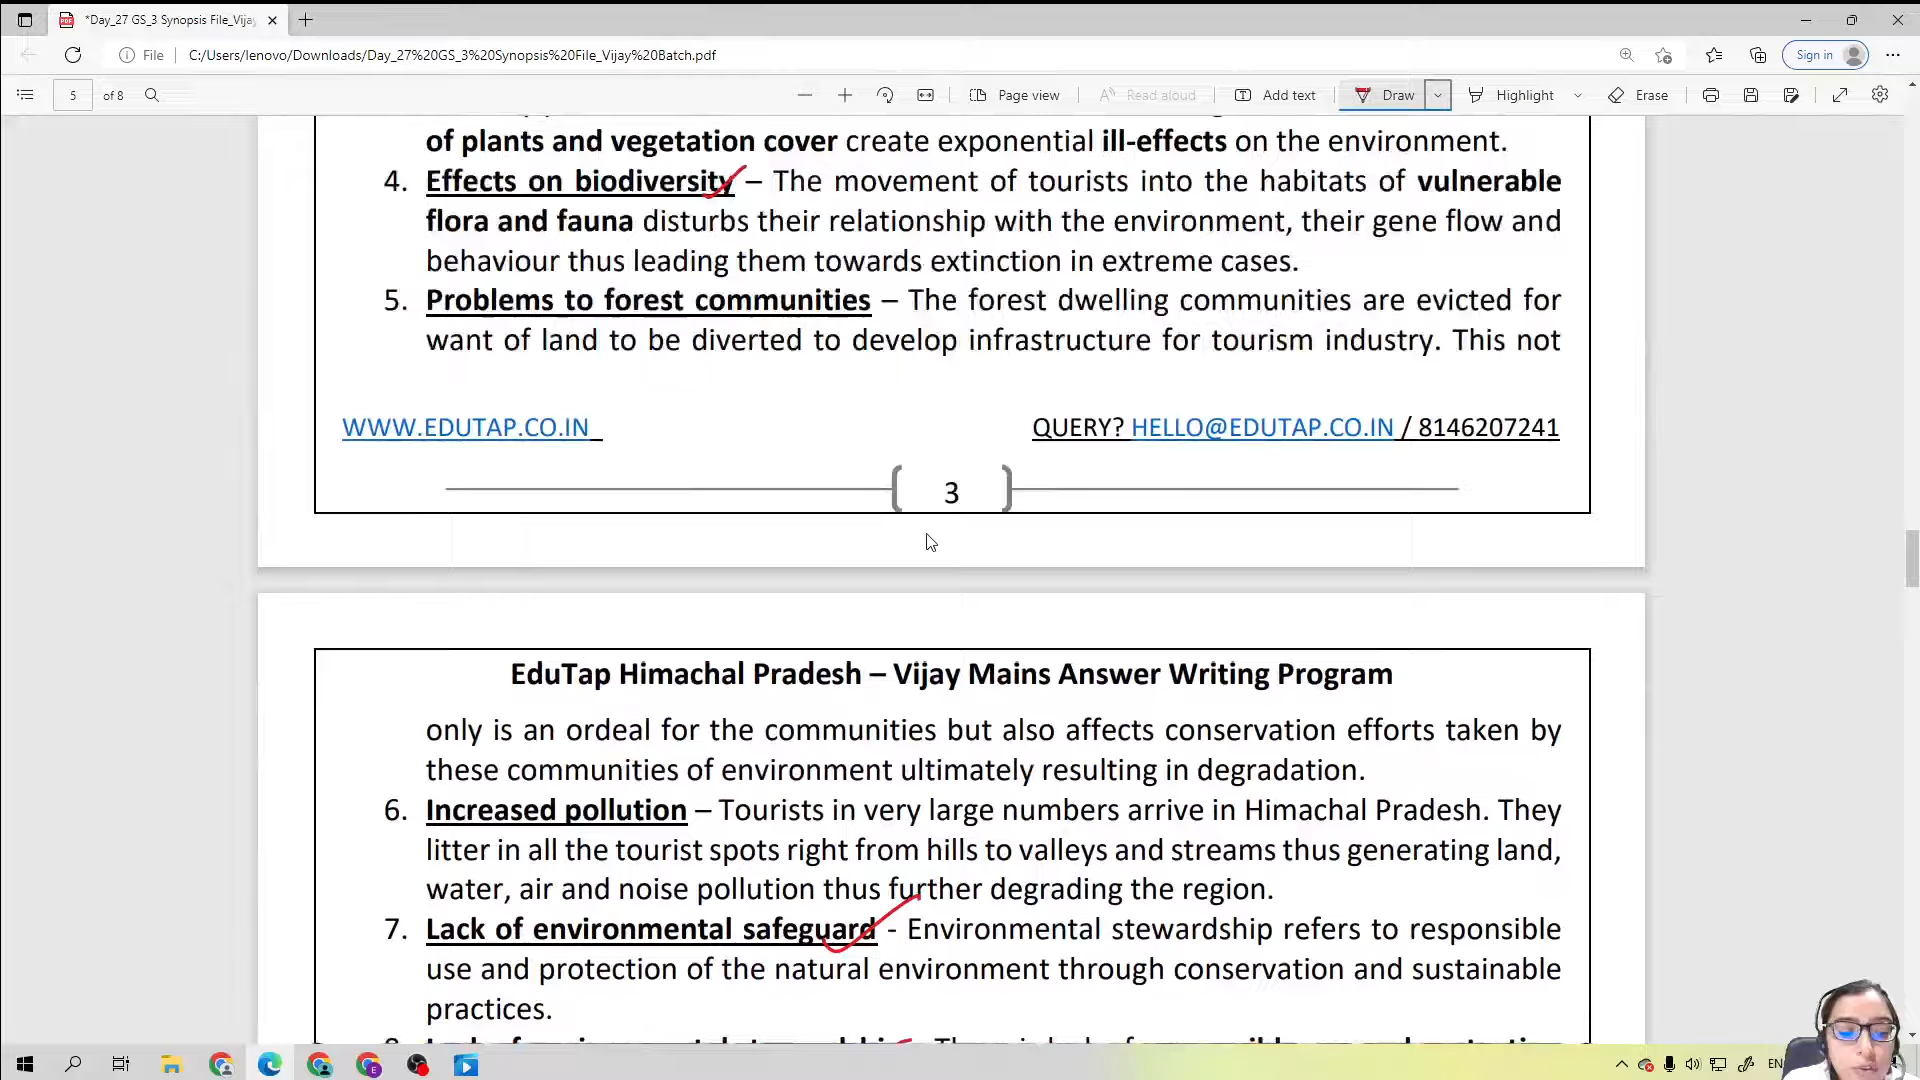 *Day_27 GS_3 Synopsis File_Vijay
File C:/Users/lenovo/Downloads/Day_27%20GS_3%20Synopsis%20File_Vijay%20Batch.pdf
Sign in
5 of 8
Page view
Read aloud
Add text
Draw
Highlight
Erase
of plants and vegetation cover create exponential ill-effects on the environment.
4. Effects on biodiversity – The movement of tourists into the habitats of vulnerable
flora and fauna disturbs their relationship with the environment, their gene flow and
behaviour thus leading them towards extinction in extreme cases.
5. Problems to forest communities – The forest dwelling communities are evicted for
want of land to be diverted to develop infrastructure for tourism industry. This not
WWW.EDUTAP.CO.IN QUERY? HELLO@EDUTAP.CO.IN / 8146207241
3
EduTap Himachal Pradesh – Vijay Mains Answer Writing Program
only is an ordeal for the communities but also affects conservation efforts taken by
these communities of environment ultimately resulting in degradation.
6. Increased pollution – Tourists in very large numbers arrive in Himachal Pradesh. They
litter in all the tourist spots right from hills to valleys and streams thus generating land,
water, air and noise pollution thus further degrading the region.
7. Lack of environmental safeguard - Environmental stewardship refers to responsible
use and protection of the natural environment through conservation and sustainable
practices.